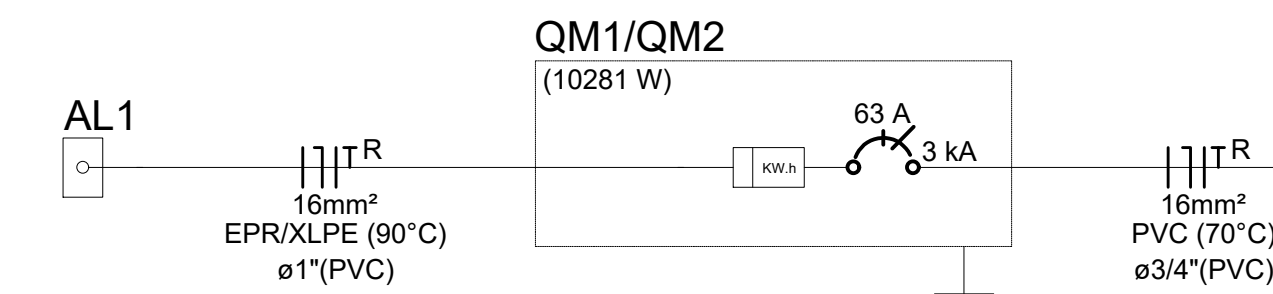 QM1/QM2
(10281 W)
AL1
63 A
3 kA
KW.h
R
16mm²
EPR/XLPE (90°C)
ø1"(PVC)
R
16mm²
PVC (70°C)
ø3/4"(PVC)